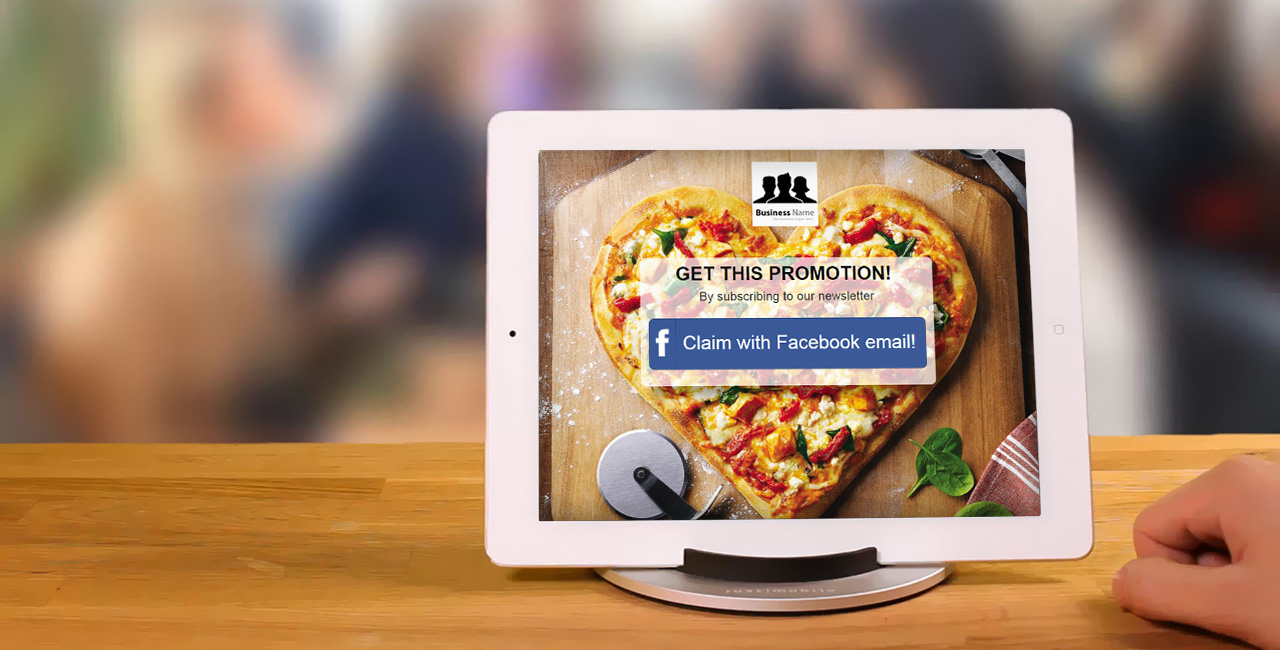 Business Name
GET THIS PROMOTION!
By subscribing to our newsletter
f Claim with Facebook email!